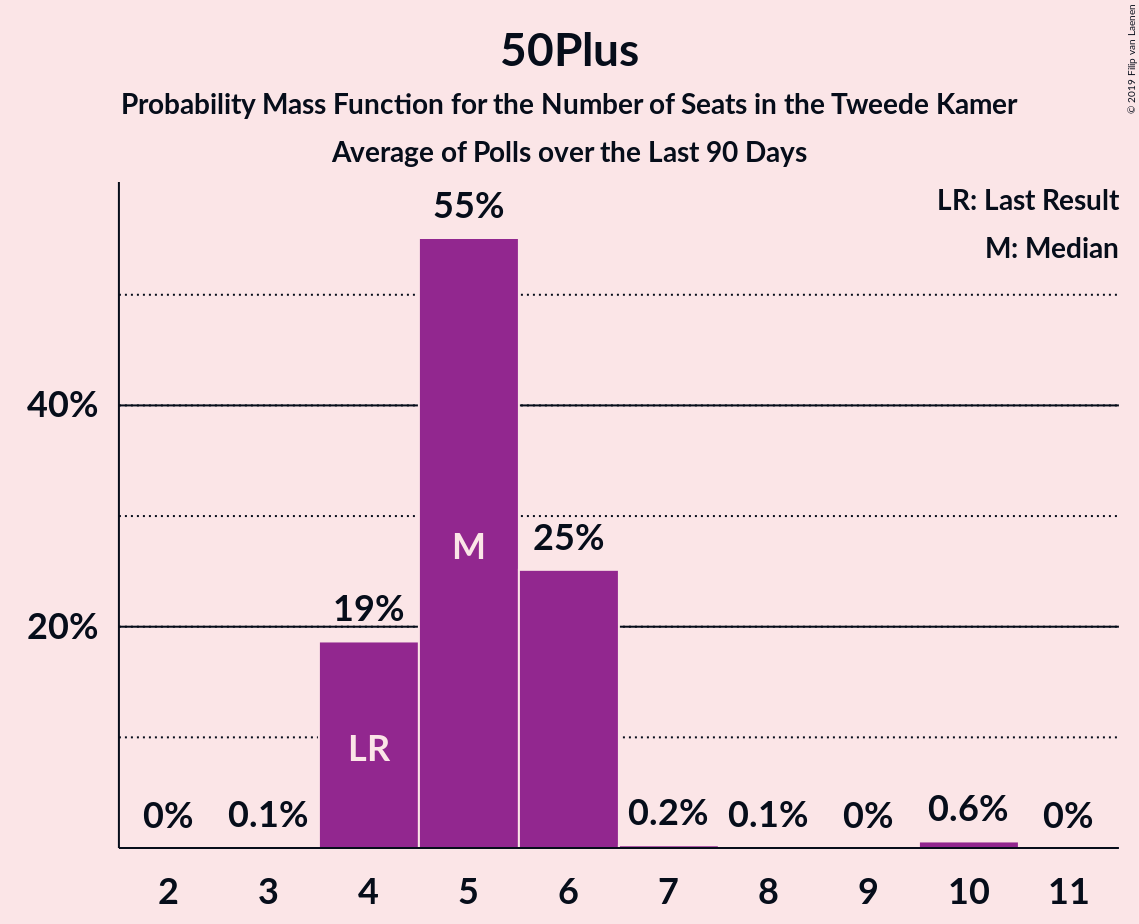 50Plus
Probability Mass Function for the Number of Seats in the Tweede Kamer
Average of Polls over the Last 90 Days
© 2019 Filip van Laenen
LR: Last Result
M: Median
55%
40%
M
25%
19%
20%
LR
0%
0.1%
0.2%
0.1%
0%
0.6%
0%
2 3 4 5 6 7 8 9 10 11